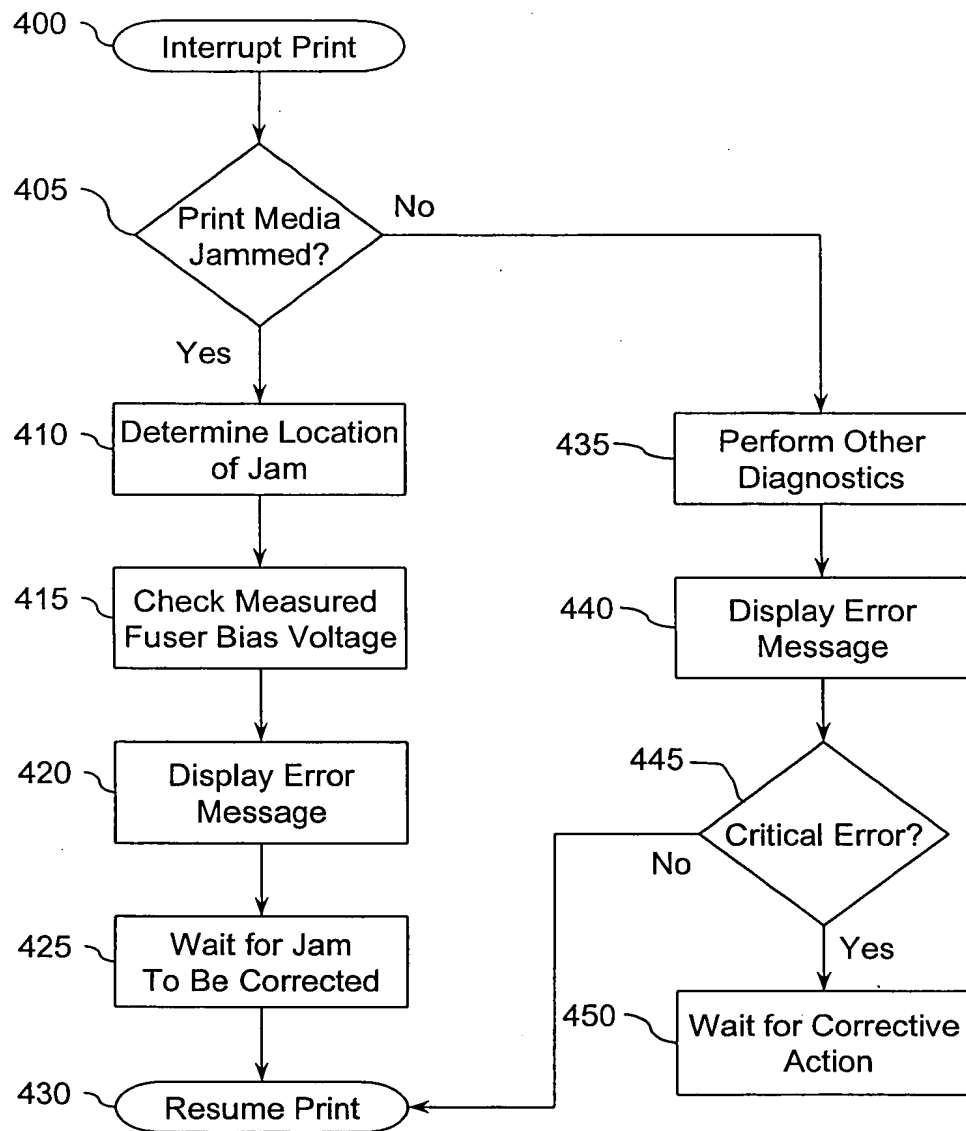 400
Interrupt Print
405
Print Media
Jammed?
No
Yes
410
Determine Location
of Jam
415
Check Measured
Fuser Bias Voltage
420
Display Error
Message
425
Wait for Jam
To Be Corrected
430
Resume Print
435
Perform Other
Diagnostics
440
Display Error
Message
445
Critical Error?
No
Yes
450
Wait for Corrective
Action